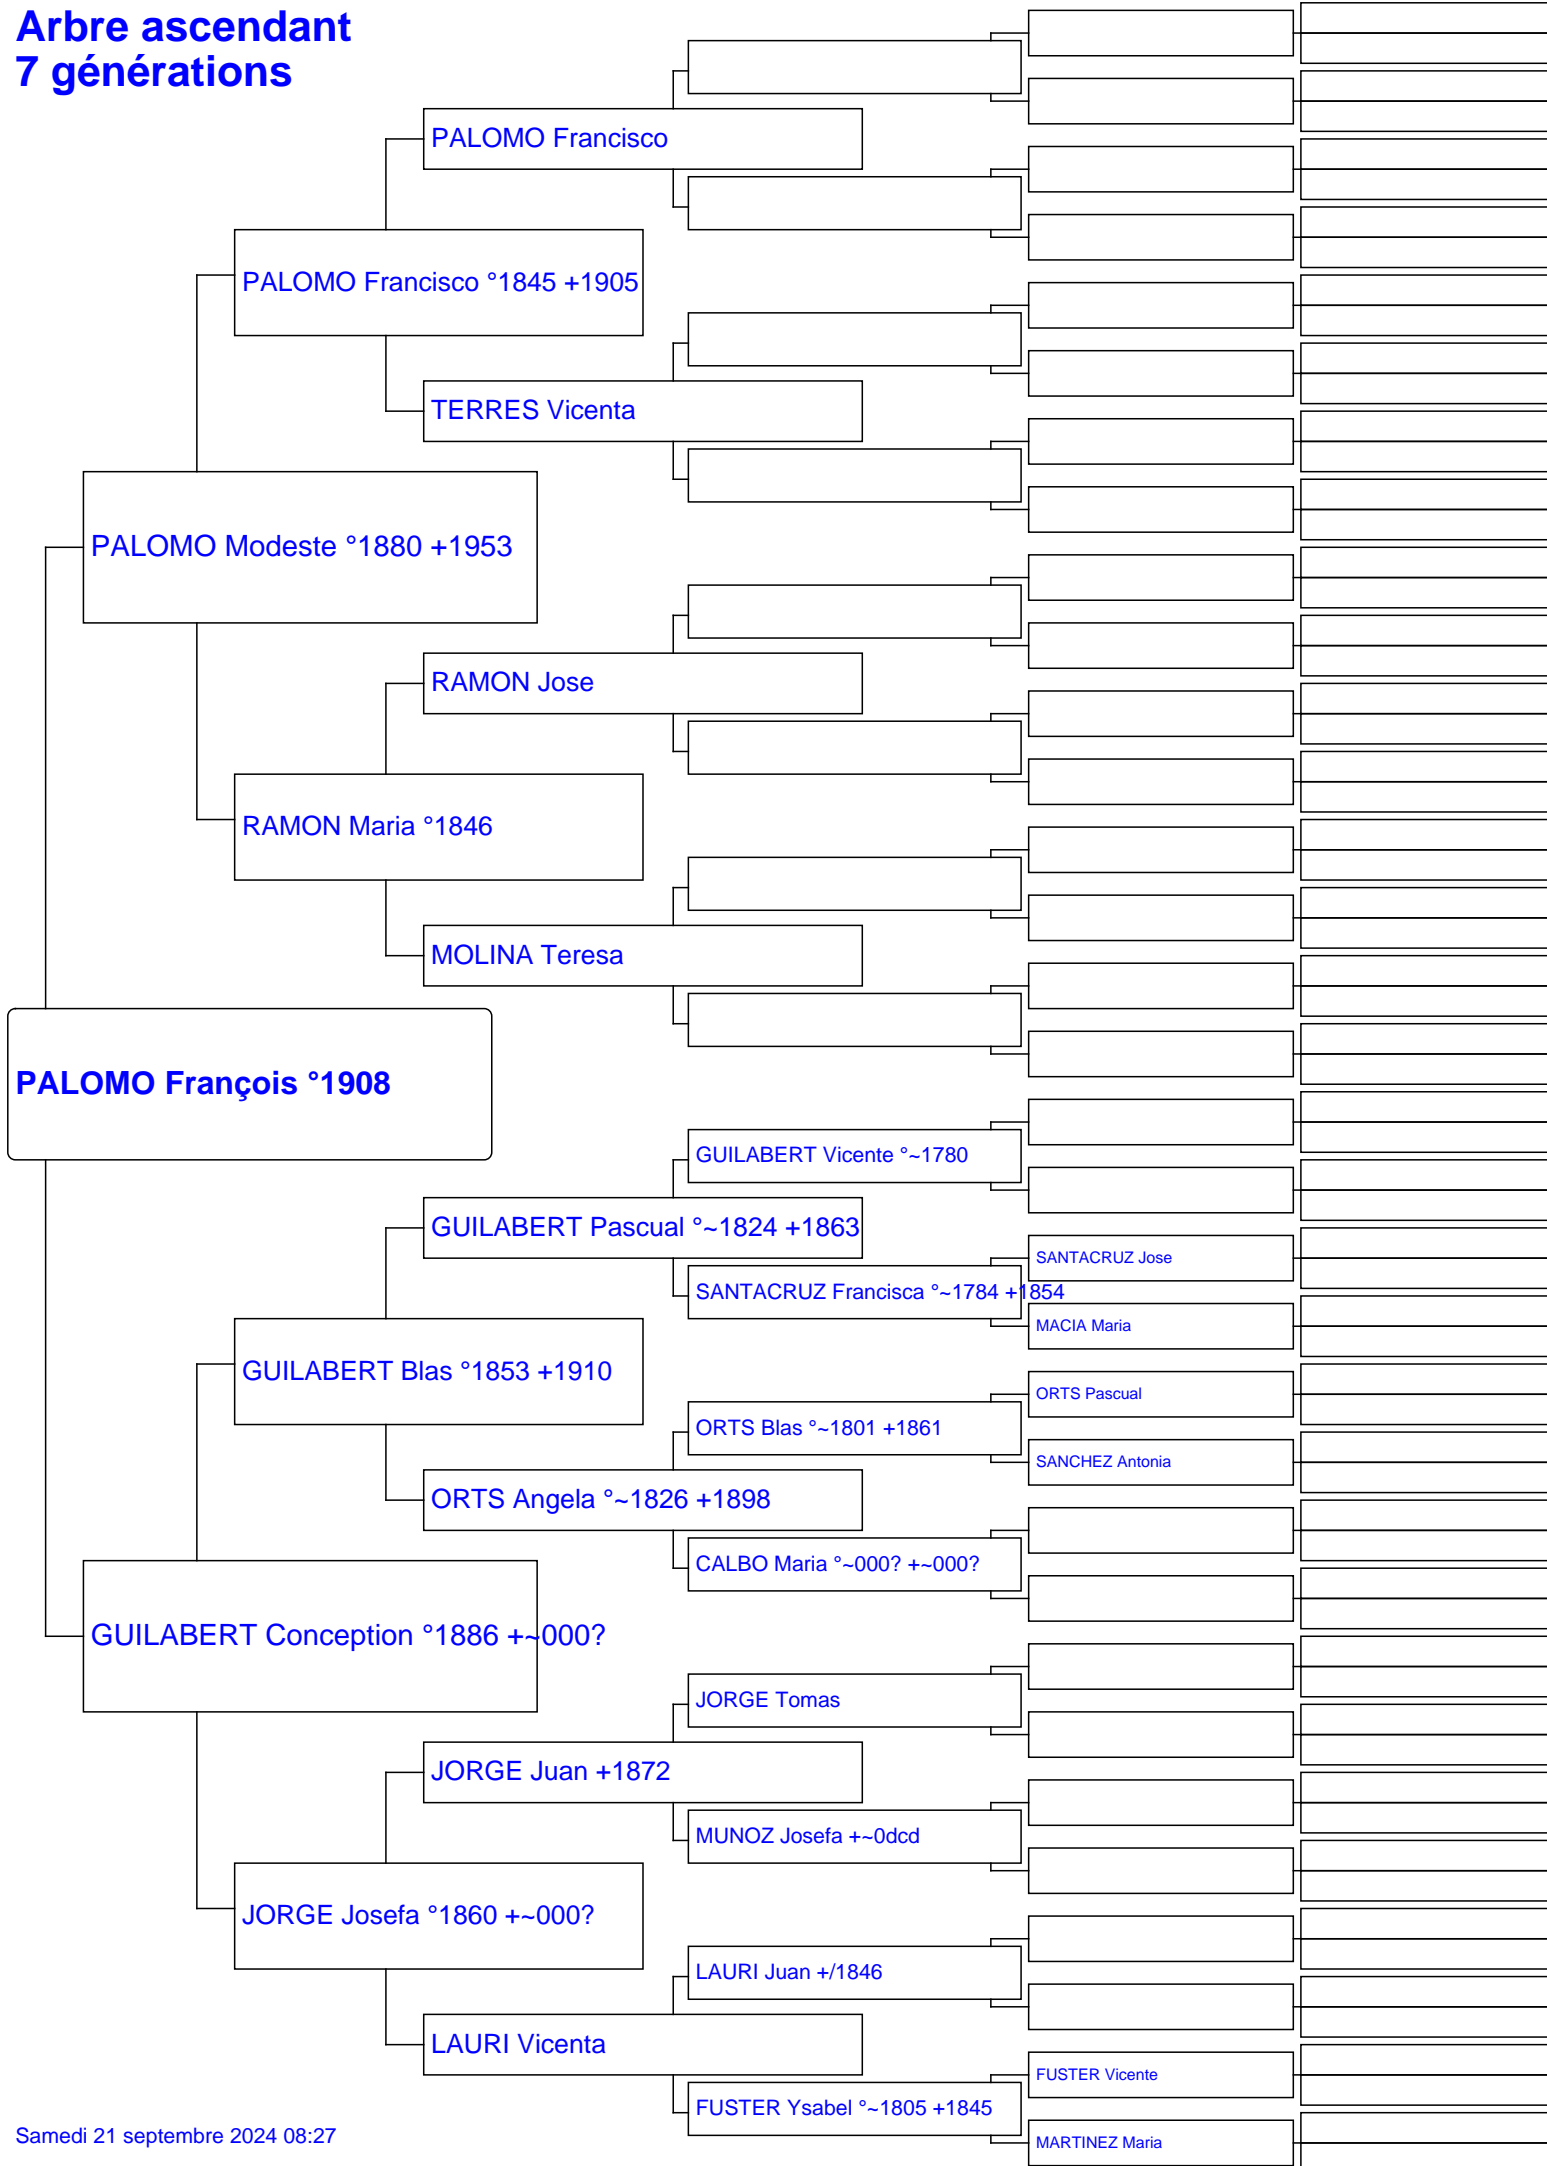 Arbre ascendant
7 générations
PALOMO Francisco
PALOMO Francisco °1845 +1905
TERRES Vicenta
PALOMO Modeste °1880 +1953
RAMON Jose
RAMON Maria °1846
MOLINA Teresa
PALOMO François °1908
GUILABERT Vicente °~1780
GUILABERT Pascual °~1824 +1863
SANTACRUZ Jose
SANTACRUZ Francisca °~1784 +1854
MACIA Maria
GUILABERT Blas °1853 +1910
ORTS Pascual
ORTS Blas °~1801 +1861
SANCHEZ Antonia
ORTS Angela °~1826 +1898
CALBO Maria °~000? +~000?
GUILABERT Conception °1886 +~000?
JORGE Tomas
JORGE Juan +1872
MUNOZ Josefa +~0dcd
JORGE Josefa °1860 +~000?
LAURI Juan +/1846
LAURI Vicenta
FUSTER Vicente
FUSTER Ysabel °~1805 +1845
MARTINEZ Maria
Samedi 21 septembre 2024 08:27